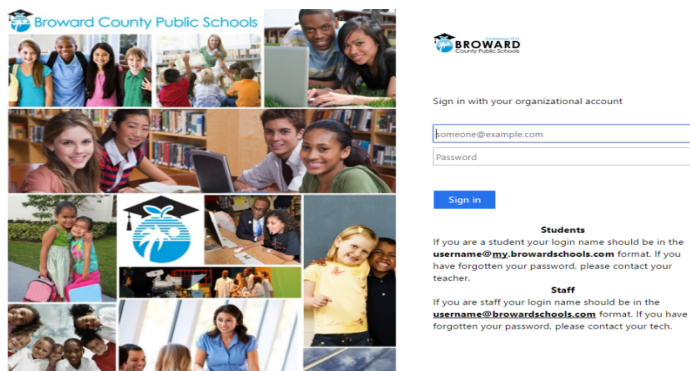 Broward County Public Schools
BROWARD
County Public Schools
Sign in with your organizational account
someone@example.com
Password
Sign in
Students
If you are a student your login name should be in the
username@my.browardschools.com format. If you
have forgotten your password, please contact your
teacher.
Staff
If you are staff your login name should be in the
username@browardschools.com format. If you have
forgotten your password, please contact your tech.